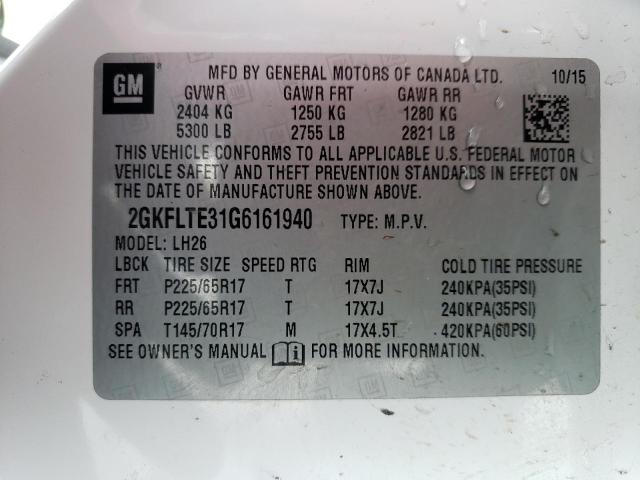 GM
MFD BY GENERAL MOTORS OF CANADA LTD. 10/15
GVWR GAWR FRT GAWR RR
2404 KG 1250 KG 1280 KG
5300 LB 2755 LB 2821 LB
THIS VEHICLE CONFORMS TO ALL APPLICABLE U.S. FEDERAL MOTOR
VEHICLE SAFETY AND THEFT PREVENTION STANDARDS IN EFFECT ON
THE DATE OF MANUFACTURE SHOWN ABOVE.
2GKFLTE31G6161940 TYPE: M.P.V.
MODEL: LH26
LBCK TIRE SIZE SPEED RTG RIM COLD TIRE PRESSURE
FRT P225/65R17 T 17X7J 240KPA(35PSI)
RR P225/65R17 T 17X7J 240KPA(35PSI)
SPA T145/70R17 M 17X4.5T 420KPA(60PSI)
SEE OWNER'S MANUAL i FOR MORE INFORMATION.